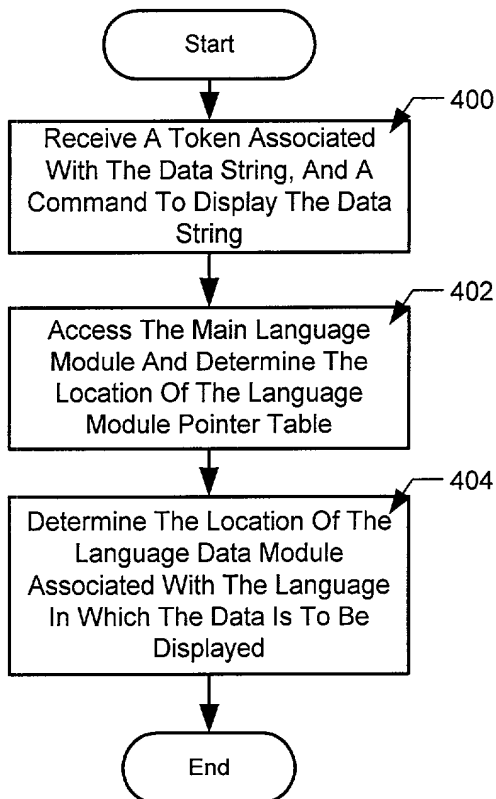 Start
400
Receive A Token Associated
With The Data String, And A
Command To Display The Data
String
402
Access The Main Language
Module And Determine The
Location Of The Language
Module Pointer Table
404
Determine The Location Of The
Language Data Module
Associated With The Language
In Which The Data Is To Be
Displayed
End